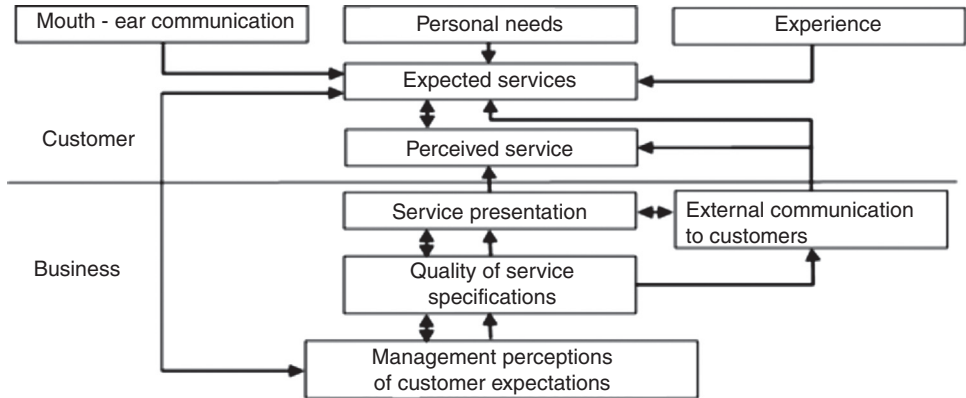 Mouth - ear communication
Personal needs
Experience
Expected services
Customer
Perceived service
Service presentation
External communication
to customers
Business
Quality of service
specifications
Management perceptions
of customer expectations